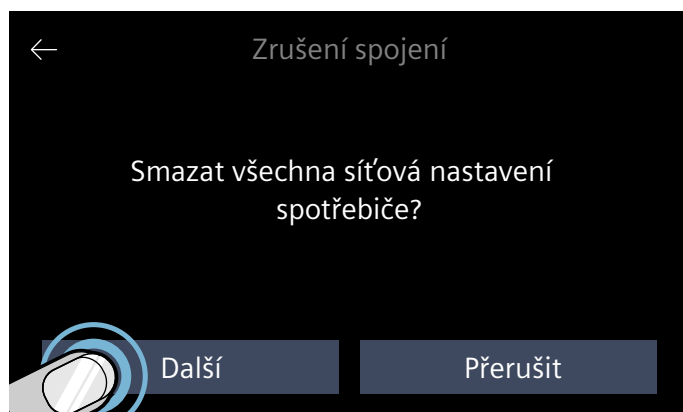 Zrušení spojení
Smazat všechna síťová nastavení
spotřebiče?
Další
Přerušit